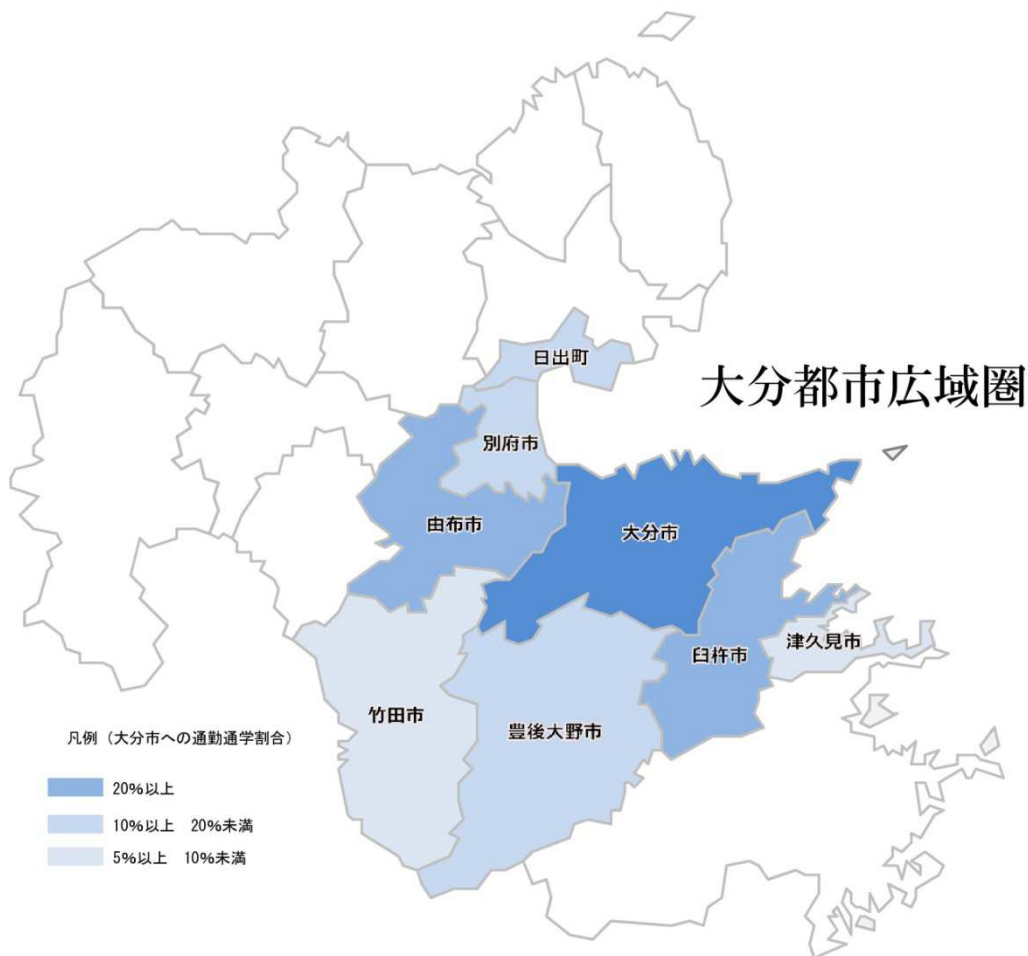 日出町
大分都市広域圏
別府市
由布市
大分市
津久見市
臼杵市
竹田市
豊後大野市
凡例（大分市への通勤通学割合）
20%以上
10%以上　20%未満
5%以上　10%未満